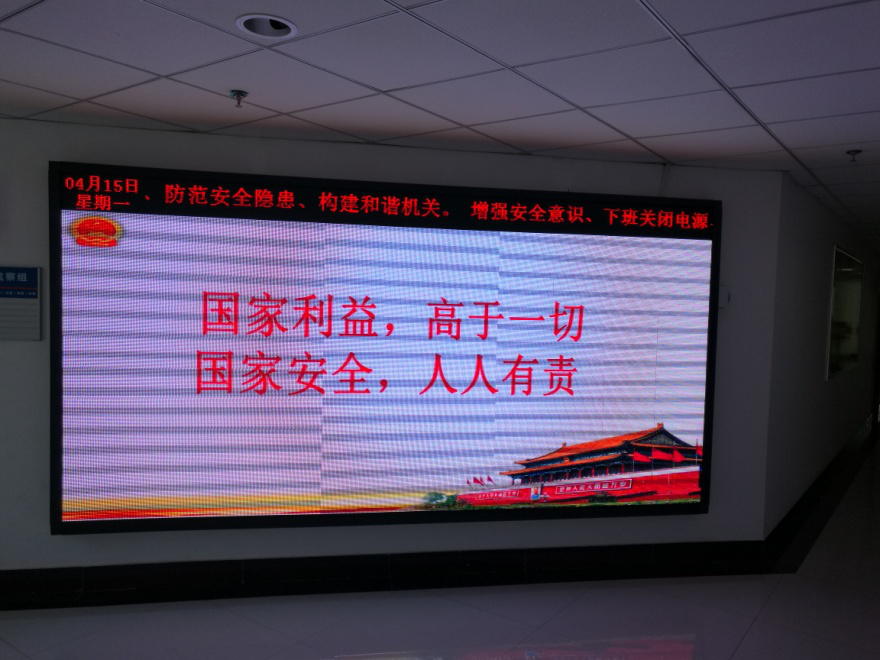 04月15日
星期一
、防范安全隐患、构建和谐机关。 增强安全意识、下班关闭电源
国家利益，高于一切
国家安全，人人有责